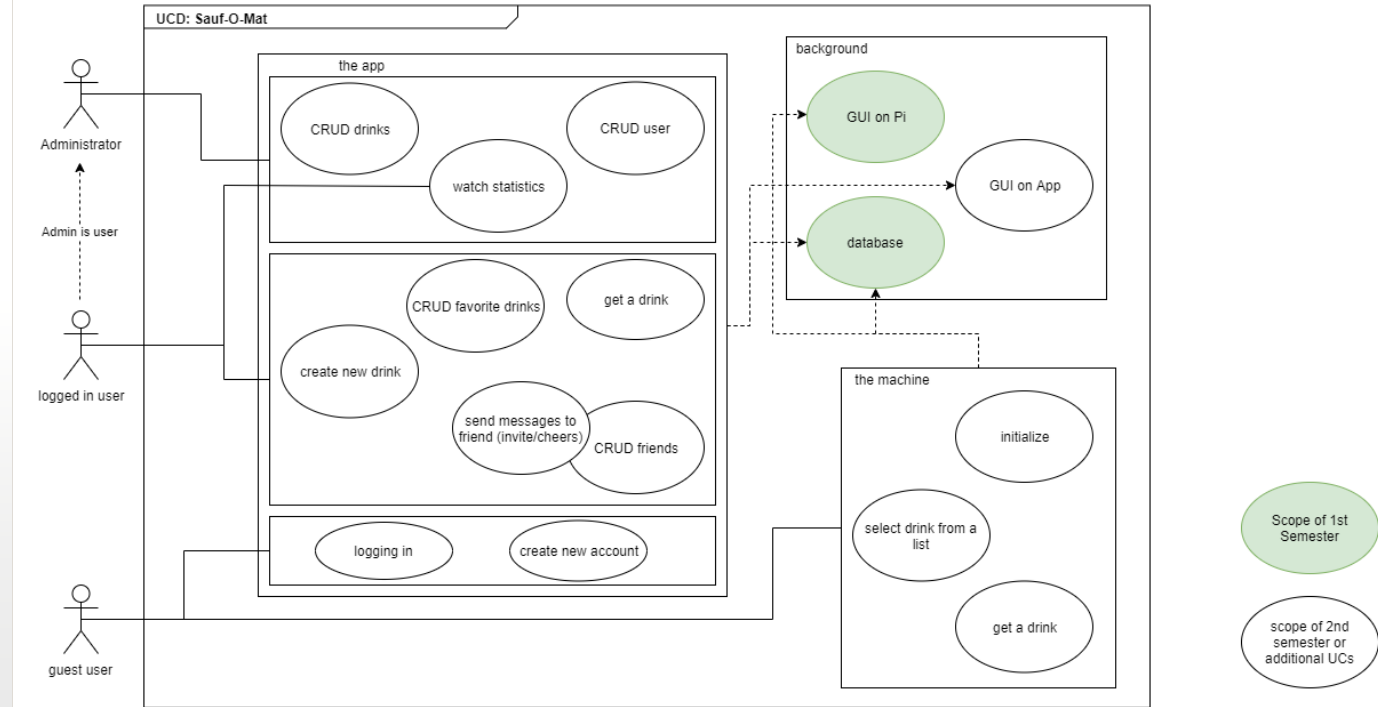 UCD: Sauf-O-Mat
the app
background
CRUD drinks
CRUD user
watch statistics
GUI on Pi
GUI on App
database
Administrator
Admin is user
logged in user
CRUD favorite drinks
get a drink
create new drink
send messages to
friend (invite/cheers)
CRUD friends
the machine
initialize
select drink from a
list
get a drink
logging in
create new account
guest user
Scope of 1st
Semester
scope of 2nd
semester or
additional UCs